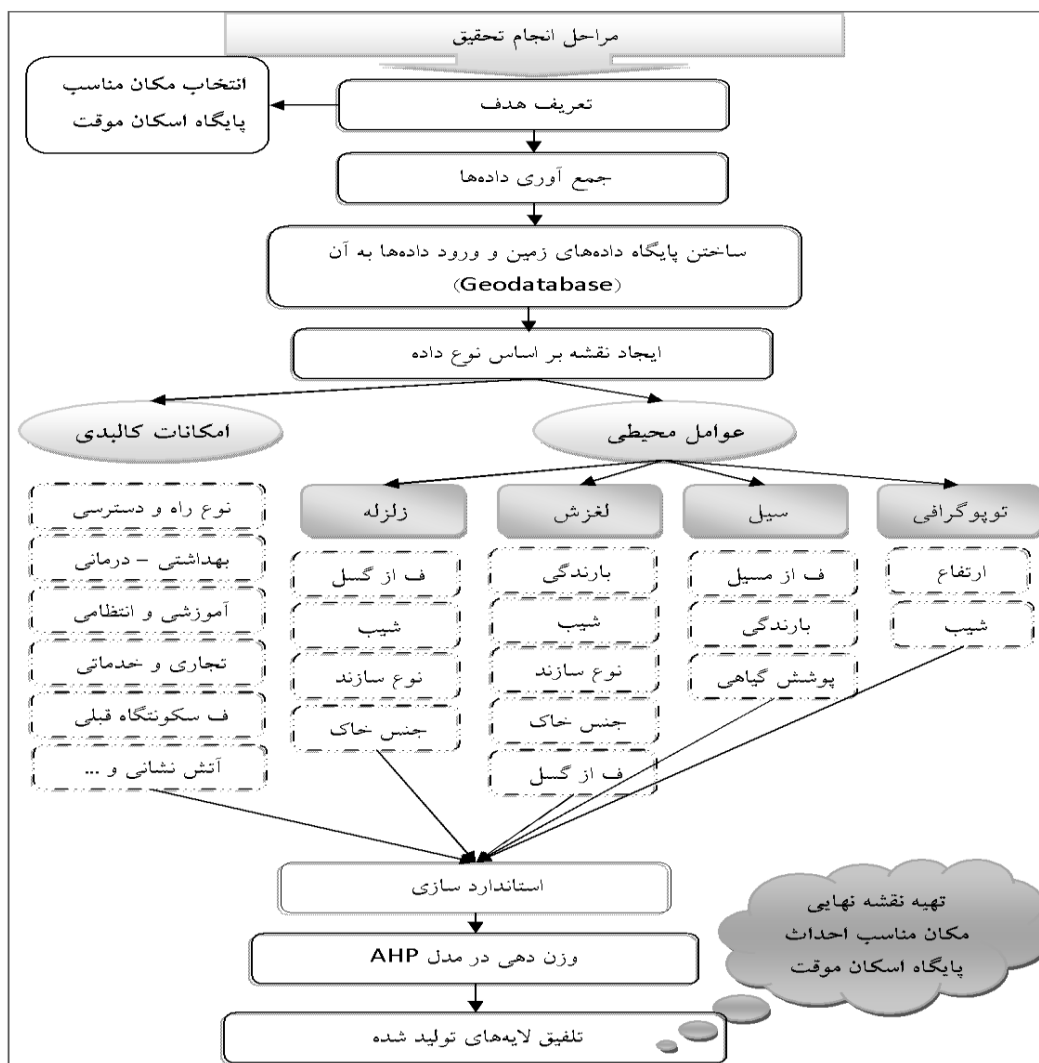 مراحل انجام تحقیق
تعریف هدف
انتخاب مکان مناسب
پایگاه اسکان موقت
جمع آوری داده‌ها
ساختن پایگاه داده‌های زمین و ورود داده‌ها به آن
(Geodatabase)
ایجاد نقشه بر اساس نوع داده
عوامل محیطی
امکانات کالبدی
توپوگرافی
ارتفاع
شیب
سیل
ف از مسیل
بارندگی
پوشش گیاهی
لغزش
بارندگی
شیب
نوع سازند
جنس خاک
ف از گسل
زلزله
ف از گسل
شیب
نوع سازند
جنس خاک
نوع راه و دسترسی
بهداشتی – درمانی
آموزشی و انتظامی
تجاری و خدماتی
ف سکونتگاه قبلی
آتش نشانی و ...
استاندارد سازی
وزن دهی در مدل AHP
تلفیق لایه‌های تولید شده
تهیه نقشه نهایی
مکان مناسب احداث
پایگاه اسکان موقت